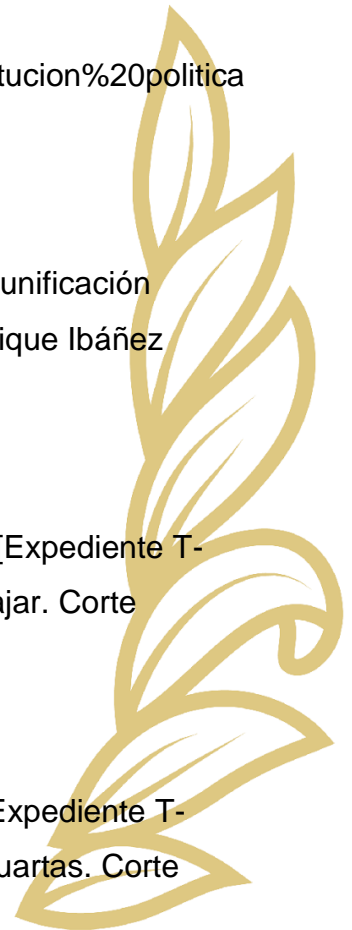 tucion%20politica
unificación
ique Ibáñez
[Expediente T-
ajar. Corte
Expediente T-
uartas. Corte